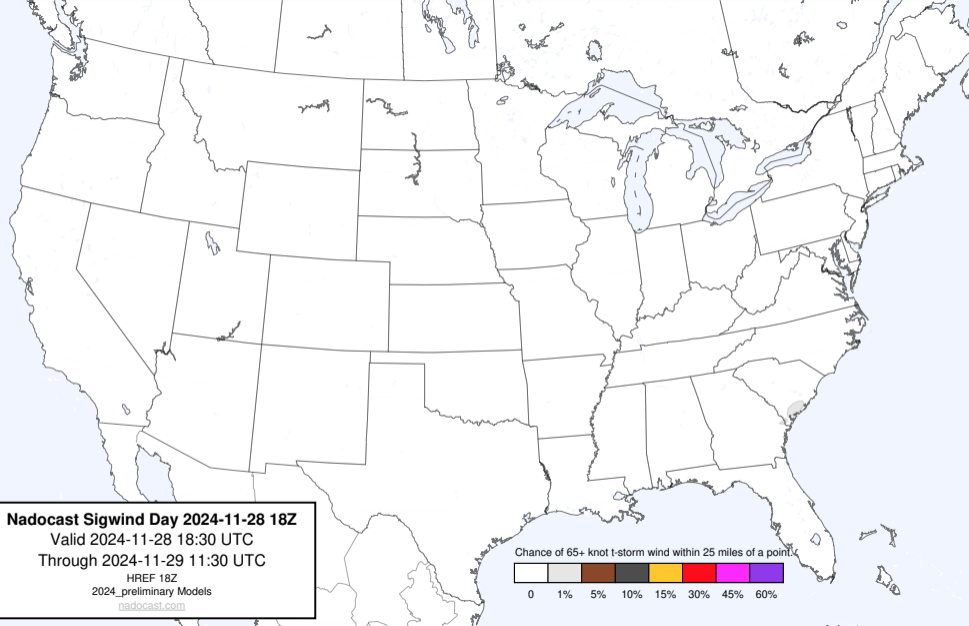 Nadocast Sigwind Day 2024-11-28 18Z
Valid 2024-11-28 18:30 UTC
Through 2024-11-29 11:30 UTC
HREF 18Z
2024_preliminary Models
nadocast.com
Chance of 65+ knot t-storm wind within 25 miles of a point.
0 1% 5% 10% 15% 30% 45% 60%